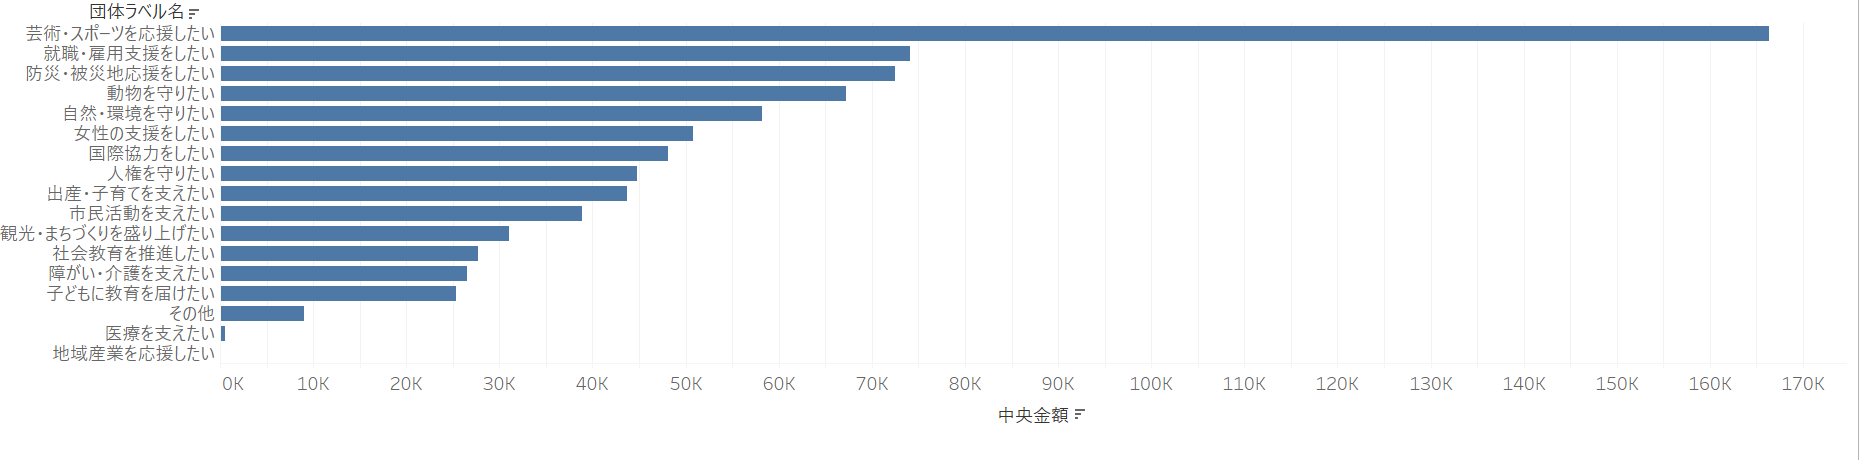 団体ラベル名
芸術・スポーツを応援したい
就職・雇用支援をしたい
防災・被災地応援をしたい
動物を守りたい
自然・環境を守りたい
女性の支援をしたい
国際協力をしたい
人権を守りたい
出産・子育てを支えたい
市民活動を支えたい
観光・まちづくりを盛り上げたい
社会教育を推進したい
障がい・介護を支えたい
子どもに教育を届けたい
その他
医療を支えたい
地域産業を応援したい
0K 10K 20K 30K 40K 50K 60K 70K 80K 90K 100K 110K 120K 130K 140K 150K 160K 170K
中央金額